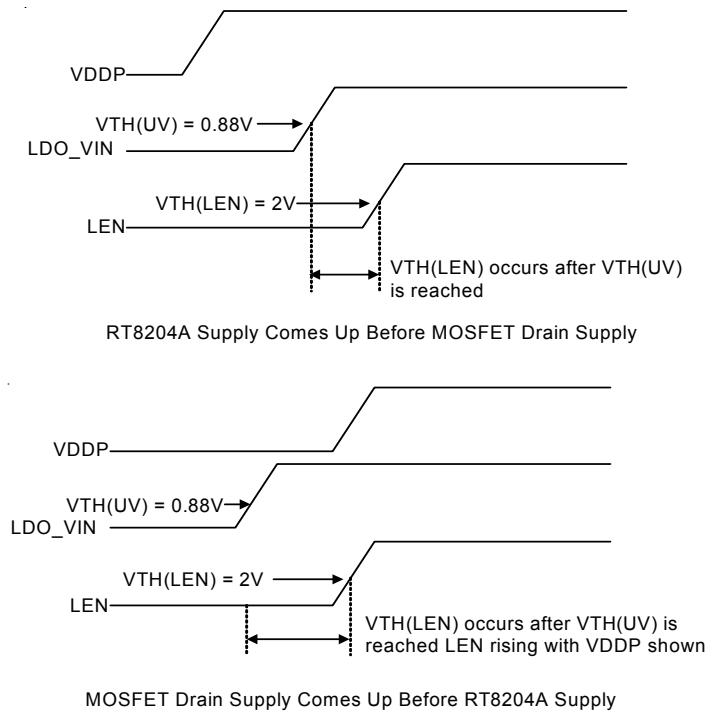 VDDP
VTH(UV) = 0.88V
LDO_VIN
VTH(LEN) = 2V
LEN
VTH(LEN) occurs after VTH(UV)
is reached
RT8204A Supply Comes Up Before MOSFET Drain Supply
VDDP
VTH(UV) = 0.88V
LDO_VIN
VTH(LEN) = 2V
LEN
VTH(LEN) occurs after VTH(UV) is
reached LEN rising with VDDP shown
MOSFET Drain Supply Comes Up Before RT8204A Supply